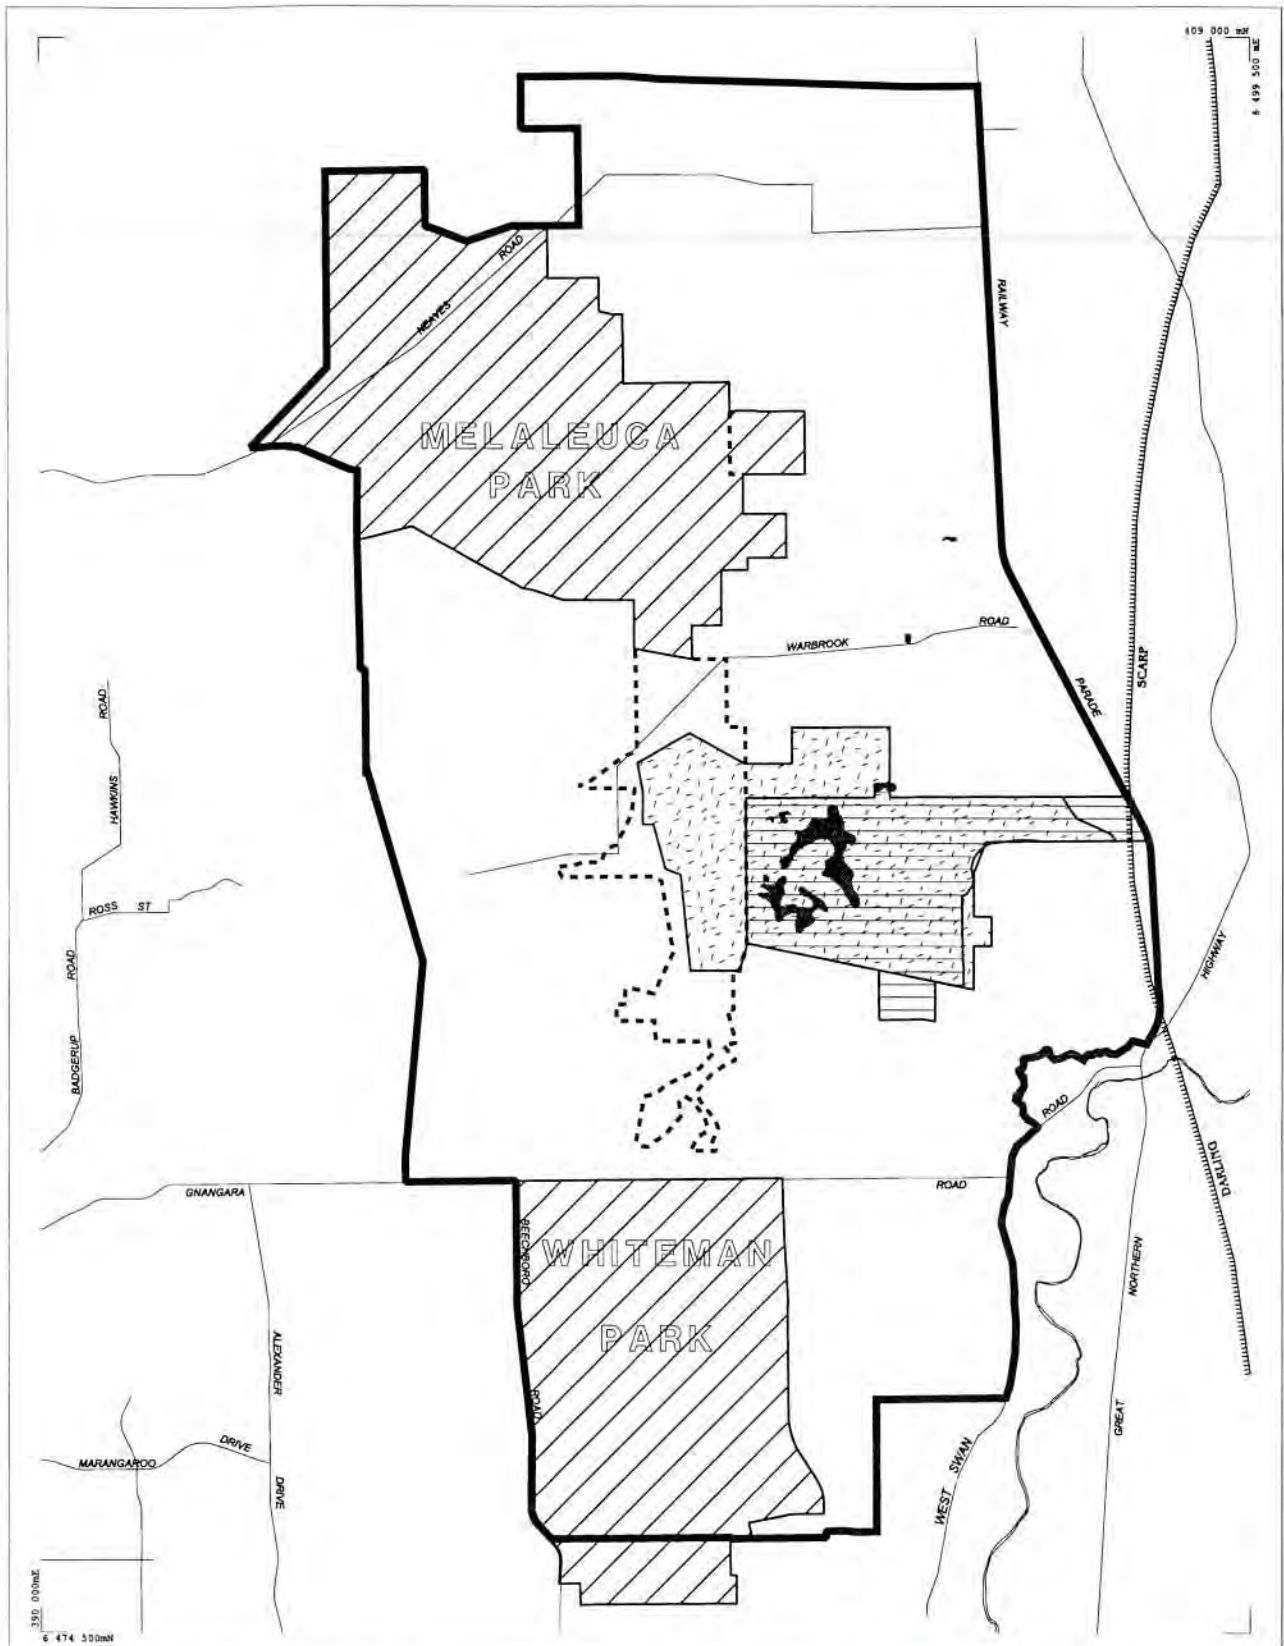 409 000 mN
6 499 500 mE
NEAVES
ROAD
RAILWAY
MELALEUCA
PARK
WARBROOK
ROAD
SCARP
PARADE
ROAD
HAWKINS
ROSS ST
ROAD
BADGERUP
HIGHWAY
ROAD
DARLING
GNANGARA
ROAD
BEECHBORO
WHITEMAN
NORTHERN
PARK
ALEXANDER
ROAD
GREAT
DRIVE
MARANGAROO
WEST SWAN
DRIVE
390 000mE
6 474 500mN